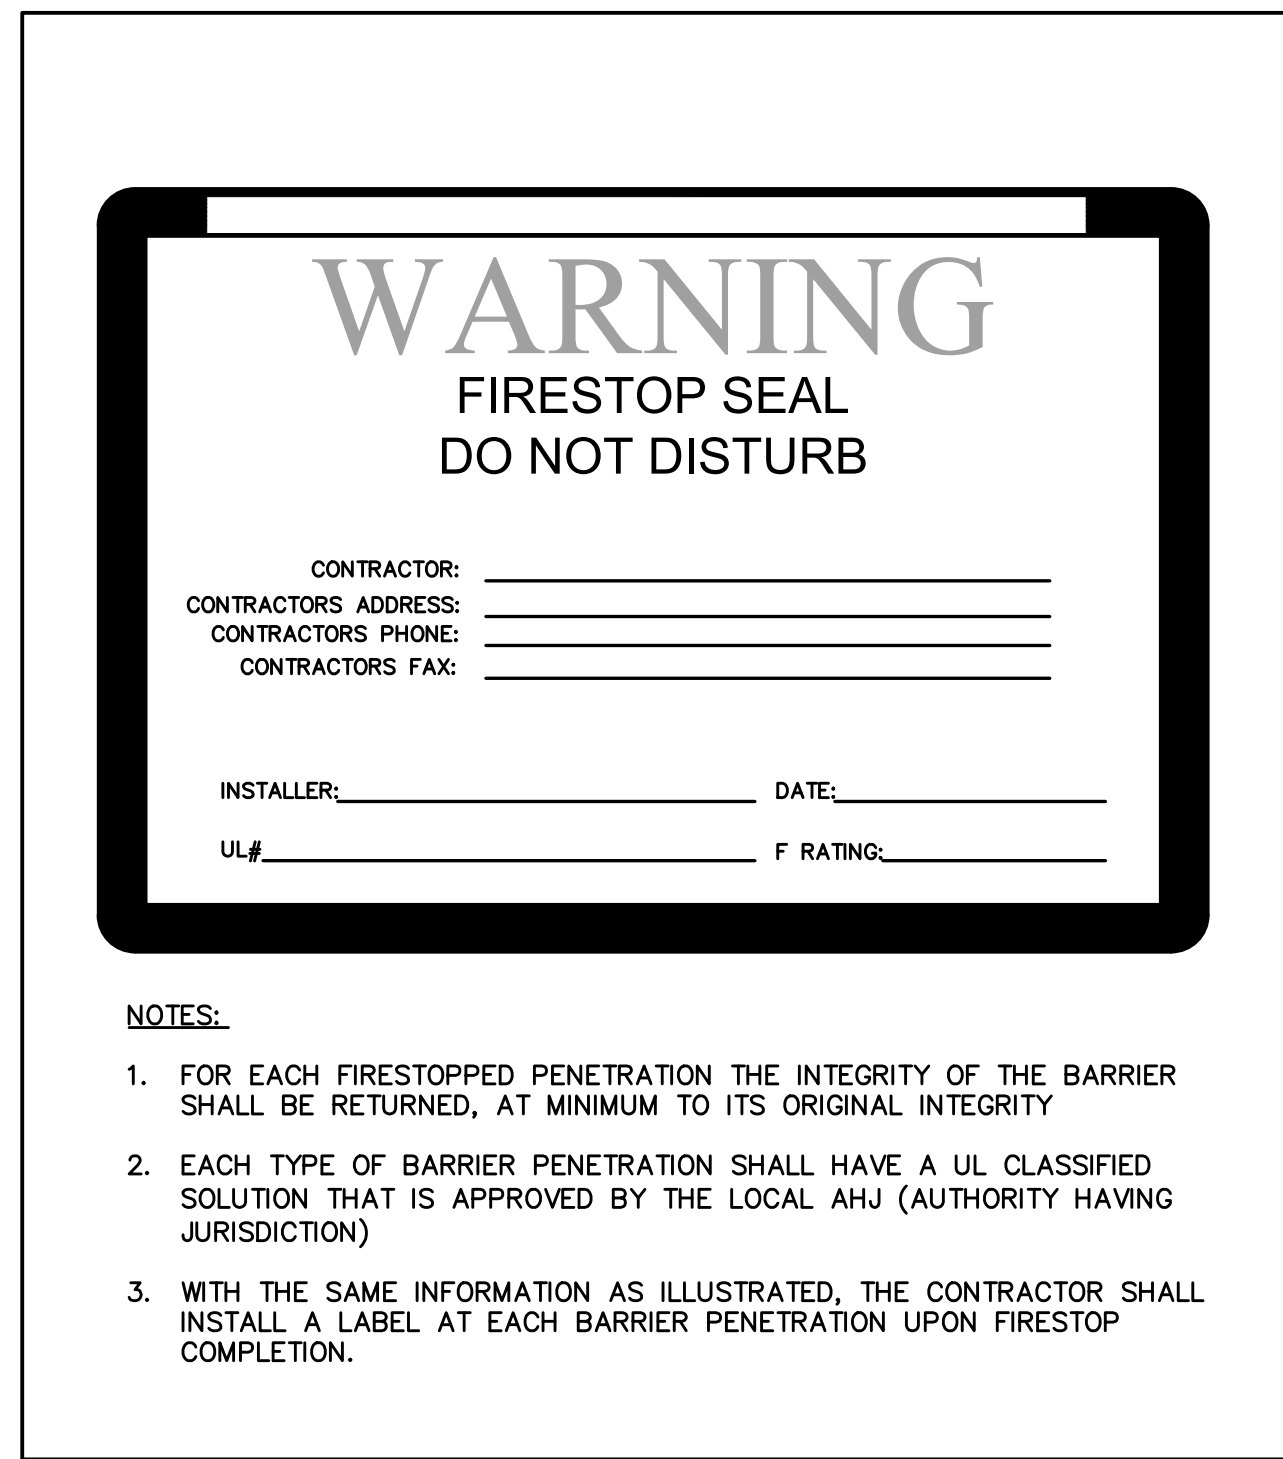 WARNING
FIRESTOP SEAL
DO NOT DISTURB
CONTRACTOR:
CONTRACTORS ADDRESS:
CONTRACTORS PHONE:
CONTRACTORS FAX:
INSTALLER: DATE:
UL# F RATING:
NOTES:
1. FOR EACH FIRESTOPPED PENETRATION THE INTEGRITY OF THE BARRIER
SHALL BE RETURNED, AT MINIMUM TO ITS ORIGINAL INTEGRITY
2. EACH TYPE OF BARRIER PENETRATION SHALL HAVE A UL CLASSIFIED
SOLUTION THAT IS APPROVED BY THE LOCAL AHJ (AUTHORITY HAVING
JURISDICTION)
3. WITH THE SAME INFORMATION AS ILLUSTRATED, THE CONTRACTOR SHALL
INSTALL A LABEL AT EACH BARRIER PENETRATION UPON FIRESTOP
COMPLETION.